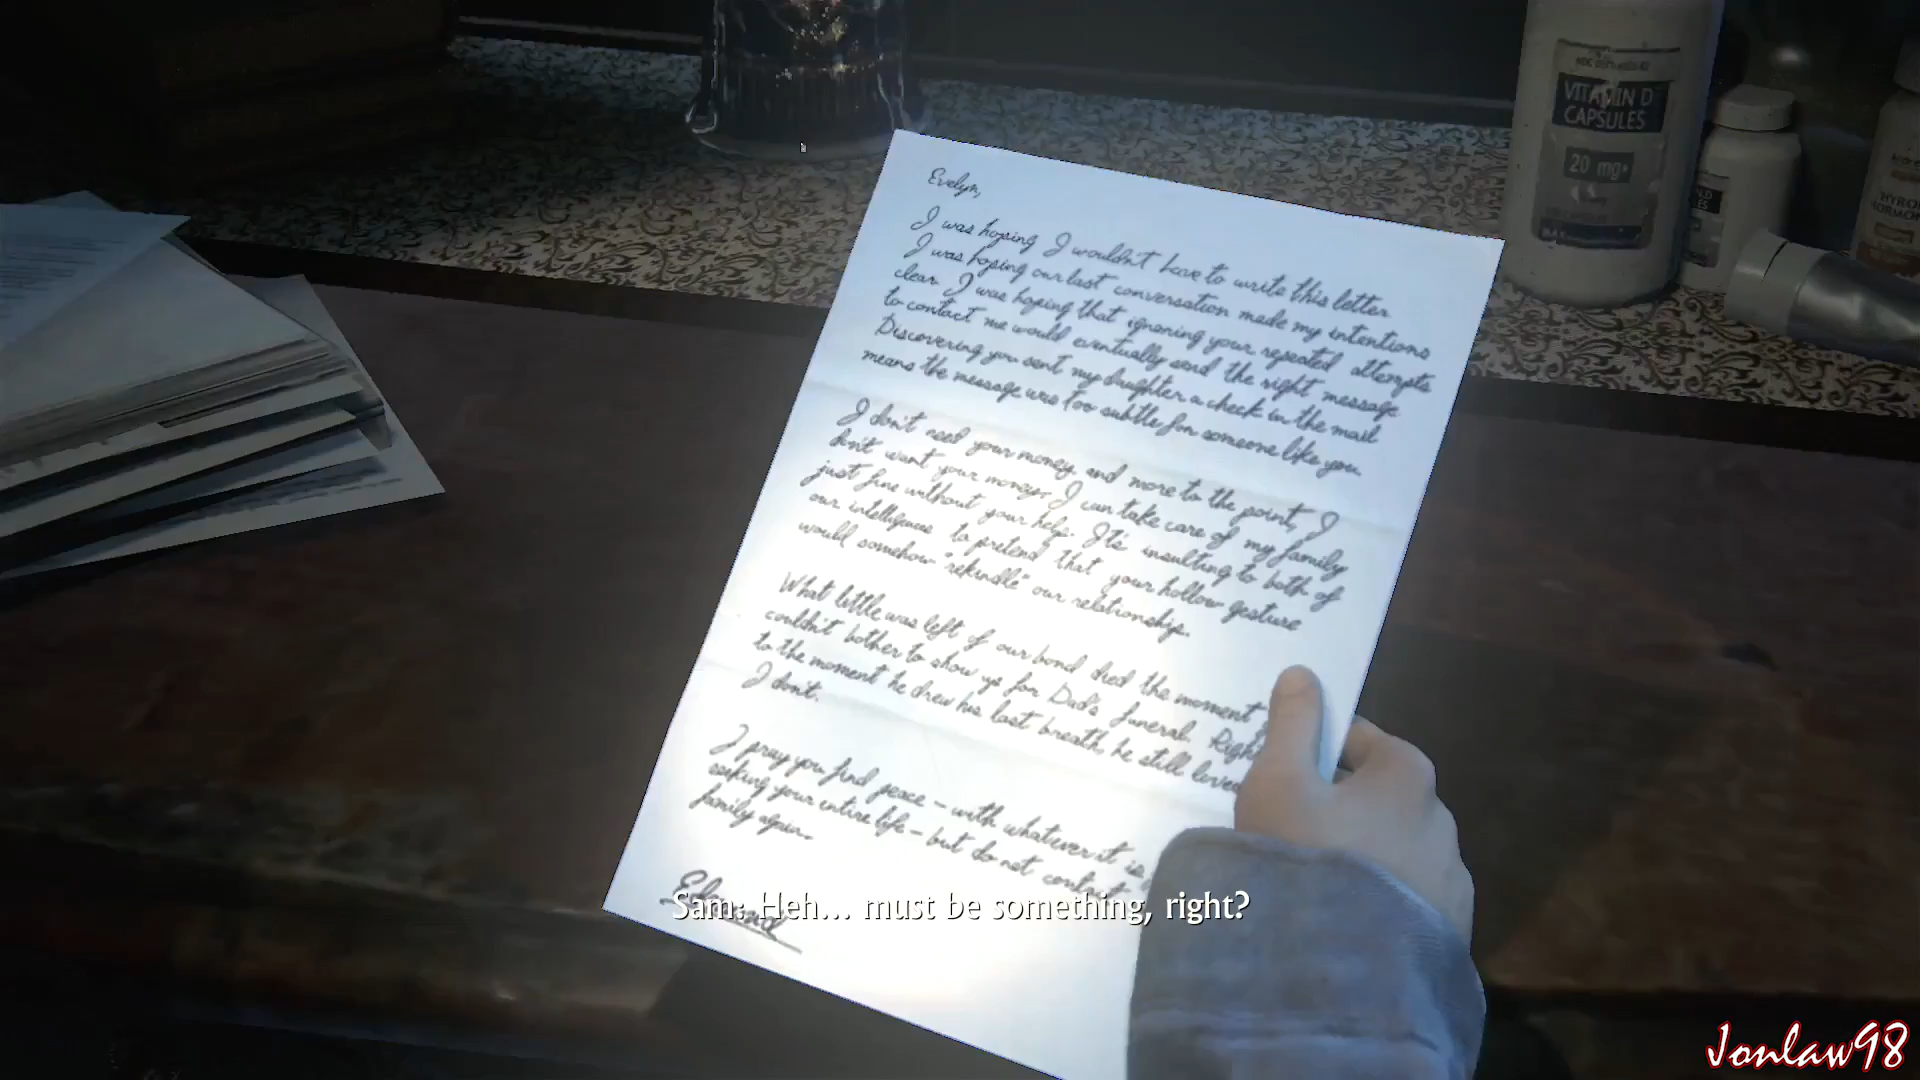 Evelyn,
I was hoping I wouldn't have to write this letter.
I was hoping our last conversation made my intentions
clear. I was hoping that ignoring your repeated attempts
to contact me would eventually send the right message
Discovering you sent my daughter a check in the mail
means the message was too subtle for someone like you.
I don't need your money and more to the point, I
don't want your money. I can take care of my family
just fine without your help. It's insulting to both of
our intelligence to pretend that your hollow gesture
would somehow "rekindle" our relationship.
What little was left of our bond died the moment
couldn't bother to show up for Dad's funeral. Right
to the moment he drew his last breath, he still loved
I don't.
I pray you find peace - with whatever it is
seeking your entire life - but do not contact
family again.
Edmund
Sam: Heh... must be something, right?
VITAMIN D
CAPSULES
20 mg
Jonlaw98